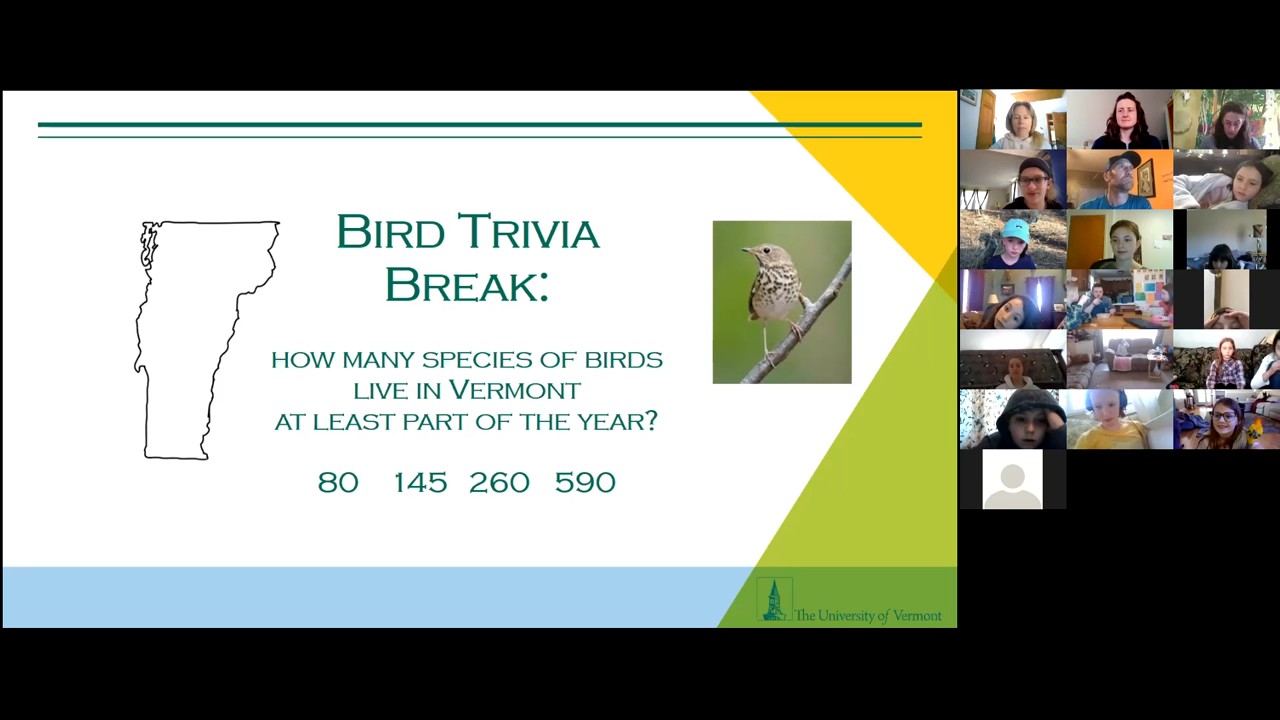 Bird Trivia
Break:
how many species of birds
live in Vermont
at least part of the year?
80 145 260 590
The University of Vermont